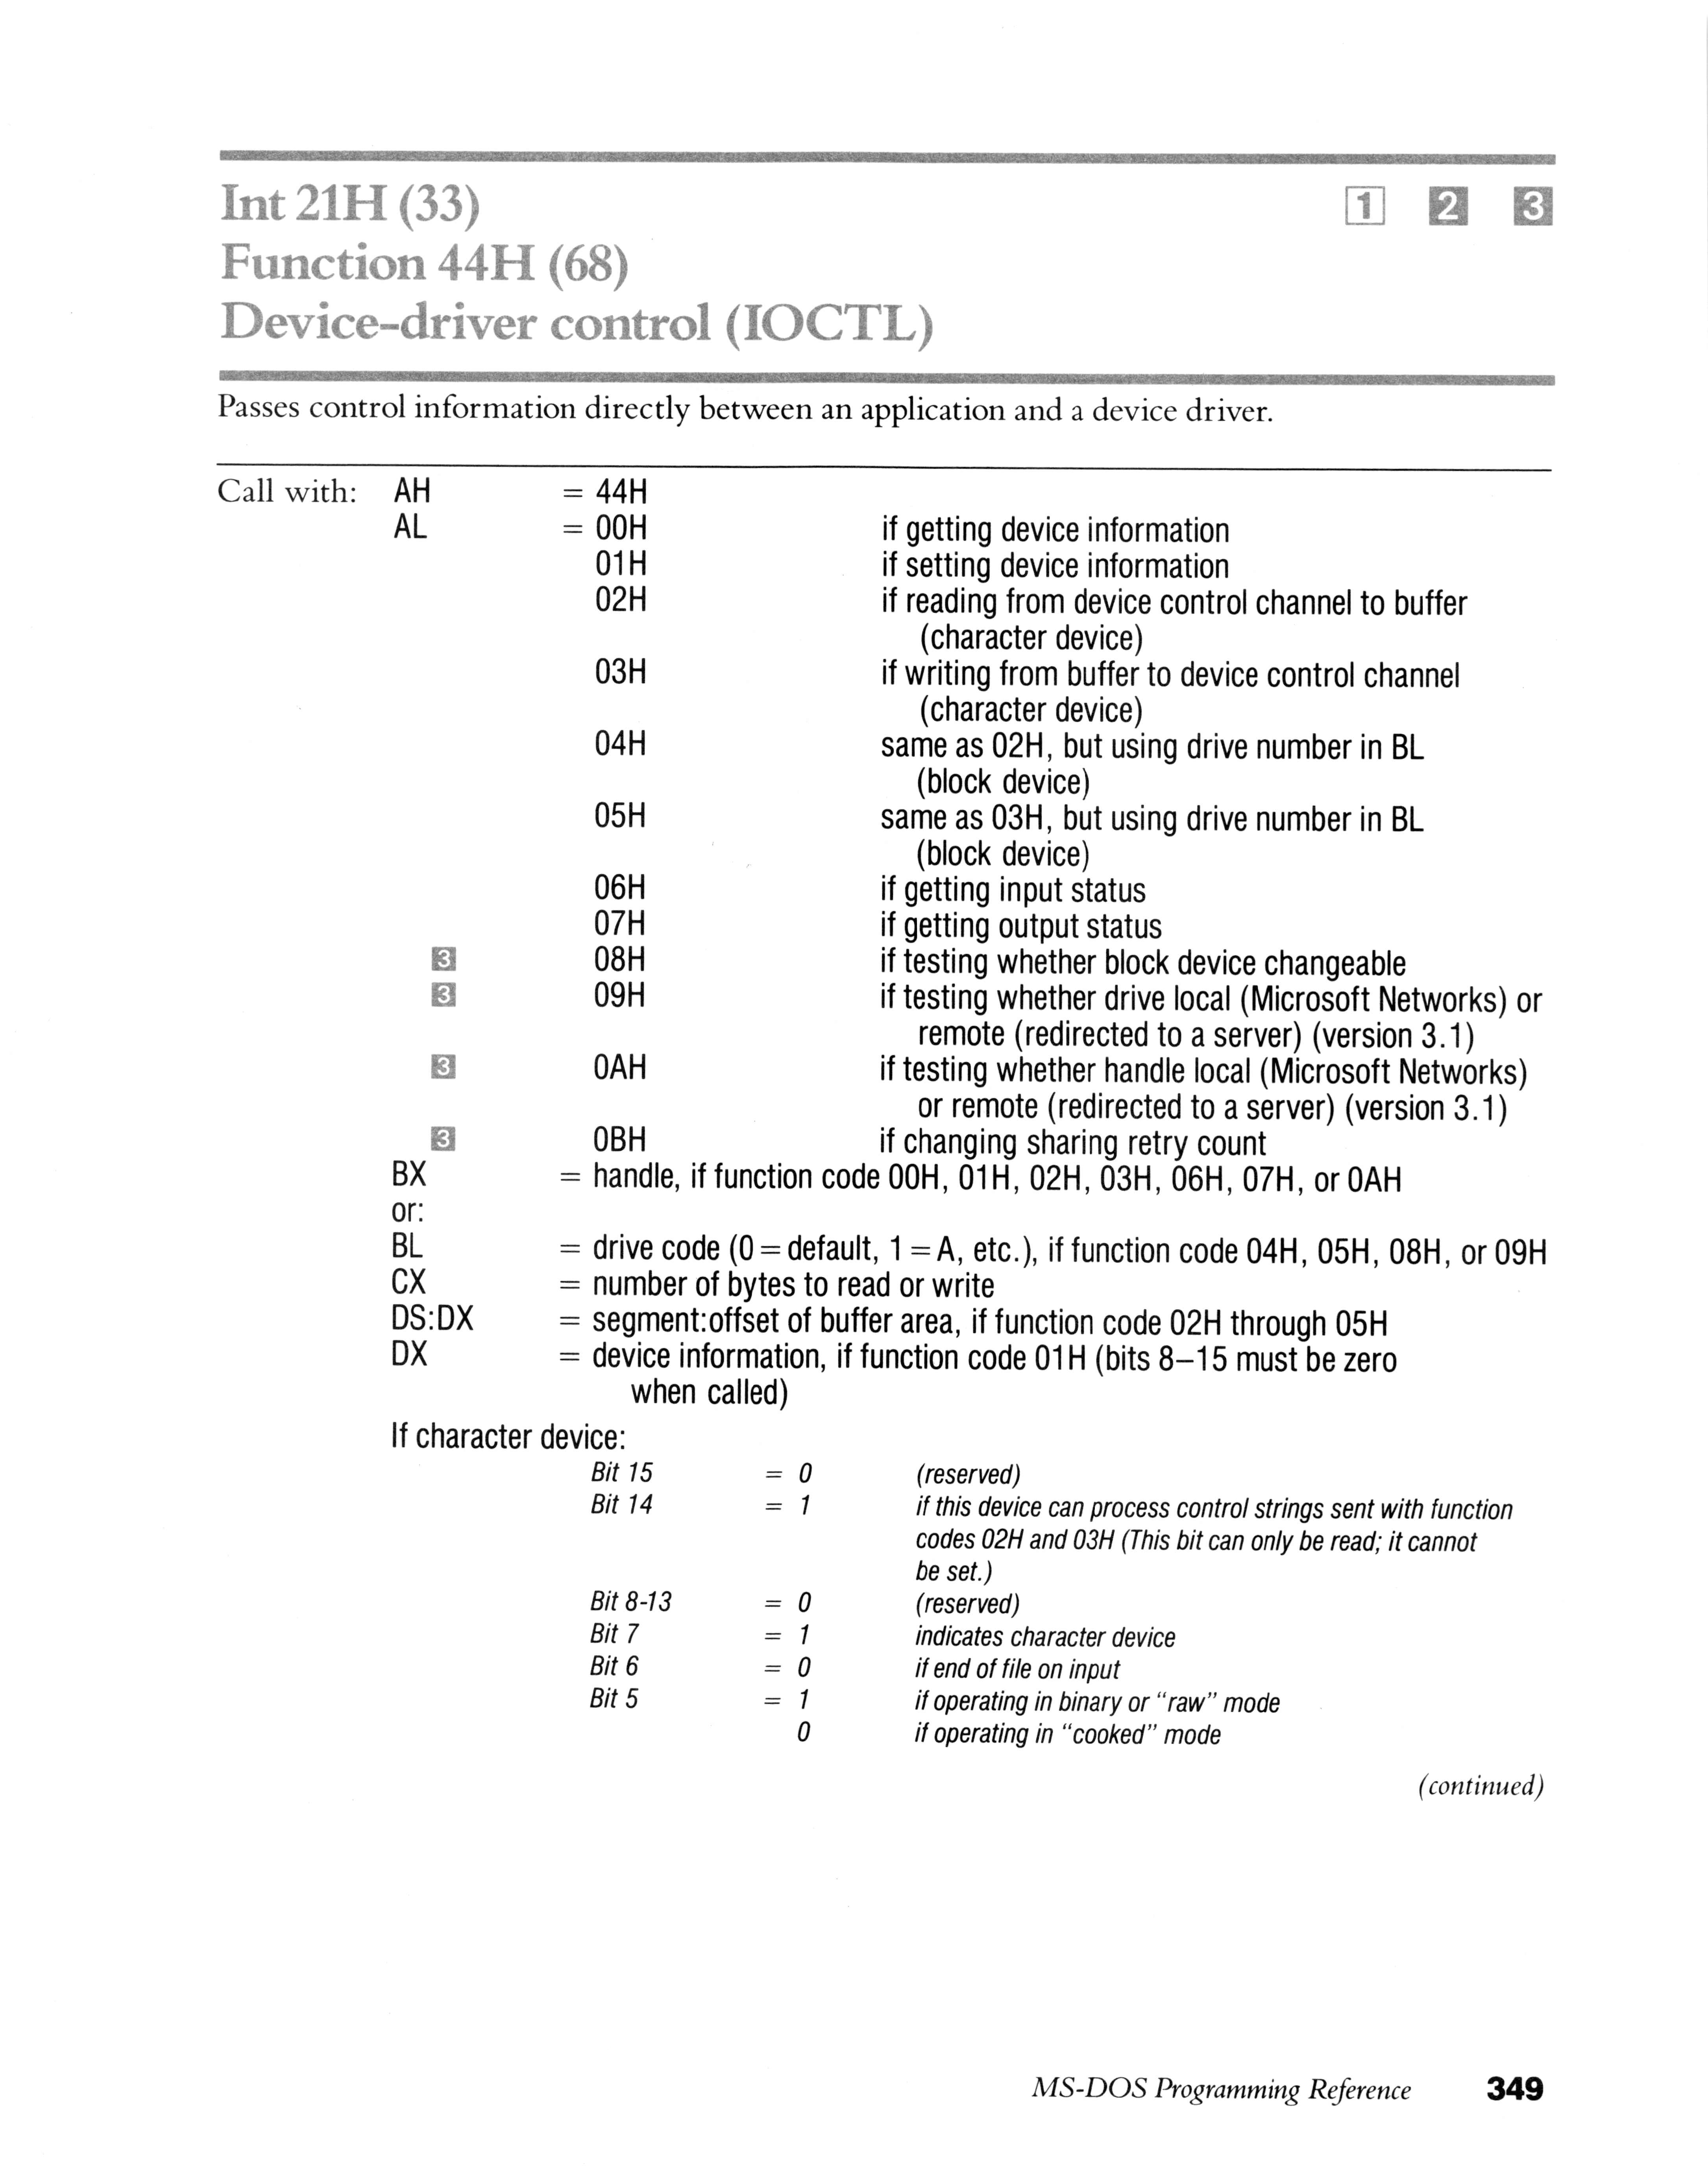 Int 21H (33) 1 2 3
Function 44H (68)
Device-driver control (IOCTL)
Passes control information directly between an application and a device driver.
Call with: AH = 44H
AL = 00H if getting device information
01H if setting device information
02H if reading from device control channel to buffer
(character device)
03H if writing from buffer to device control channel
(character device)
04H same as 02H, but using drive number in BL
(block device)
05H same as 03H, but using drive number in BL
(block device)
06H if getting input status
07H if getting output status
3 08H if testing whether block device changeable
3 09H if testing whether drive local (Microsoft Networks) or
remote (redirected to a server) (version 3.1)
3 0AH if testing whether handle local (Microsoft Networks)
or remote (redirected to a server) (version 3.1)
3 0BH if changing sharing retry count
BX = handle, if function code 00H, 01H, 02H, 03H, 06H, 07H, or 0AH
or:
BL = drive code (0 = default, 1 = A, etc.), if function code 04H, 05H, 08H, or 09H
CX = number of bytes to read or write
DS:DX = segment:offset of buffer area, if function code 02H through 05H
DX = device information, if function code 01H (bits 8–15 must be zero
when called)
If character device:
Bit 15 = 0 (reserved)
Bit 14 = 1 if this device can process control strings sent with function
codes 02H and 03H (This bit can only be read; it cannot
be set.)
Bit 8-13 = 0 (reserved)
Bit 7 = 1 indicates character device
Bit 6 = 0 if end of file on input
Bit 5 = 1 if operating in binary or “raw” mode
0 if operating in “cooked” mode
(continued)
MS-DOS Programming Reference 349